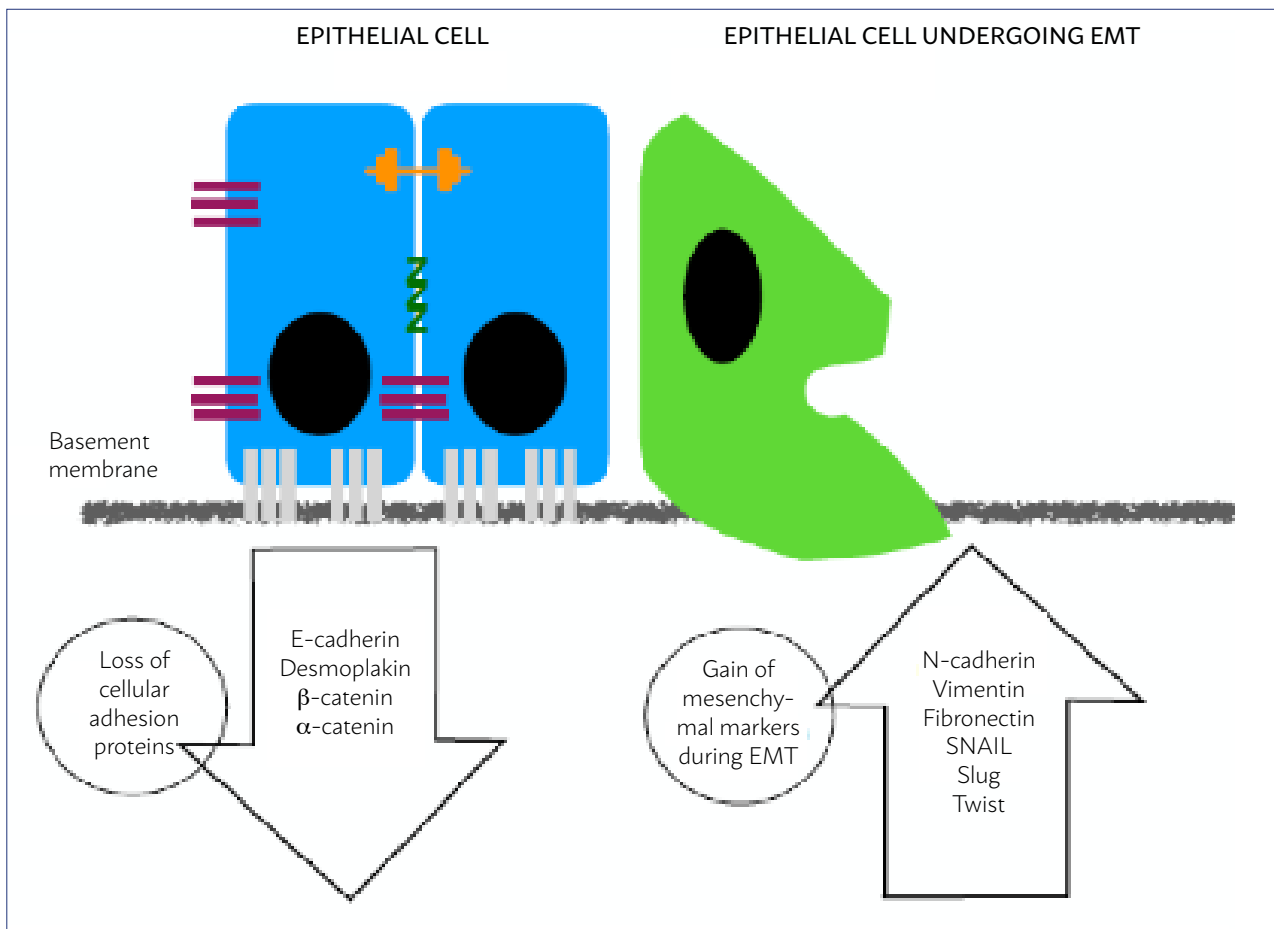 EPITHELIAL CELL
EPITHELIAL CELL UNDERGOING EMT
Basement
membrane
Loss of
cellular
adhesion
proteins
E-cadherin
Desmoplakin
β-catenin
α-catenin
Gain of
mesenchy-
mal markers
during EMT
N-cadherin
Vimentin
Fibronectin
SNAIL
Slug
Twist